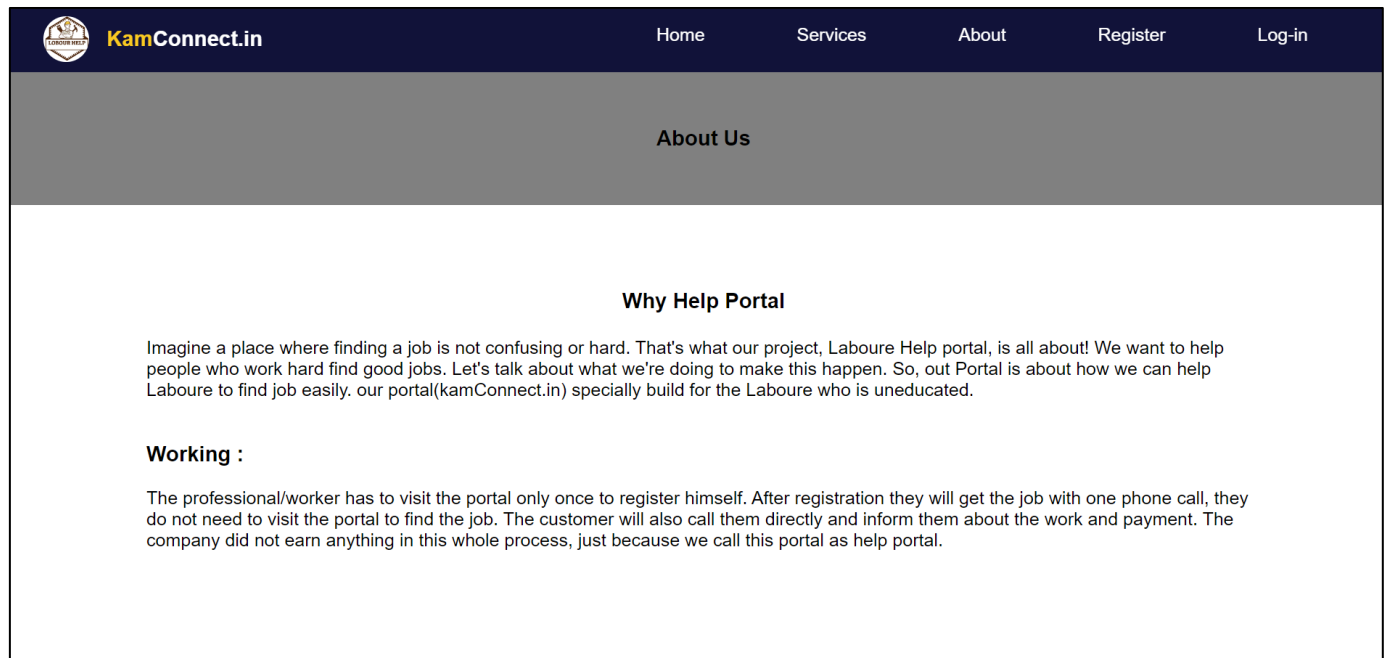 LOBOUR HELP
KamConnect.in
Home
Services
About
Register
Log-in
About Us
Why Help Portal
Imagine a place where finding a job is not confusing or hard. That's what our project, Laboure Help portal, is all about! We want to help
people who work hard find good jobs. Let's talk about what we're doing to make this happen. So, out Portal is about how we can help
Laboure to find job easily. our portal(kamConnect.in) specially build for the Laboure who is uneducated.
Working :
The professional/worker has to visit the portal only once to register himself. After registration they will get the job with one phone call, they
do not need to visit the portal to find the job. The customer will also call them directly and inform them about the work and payment. The
company did not earn anything in this whole process, just because we call this portal as help portal.